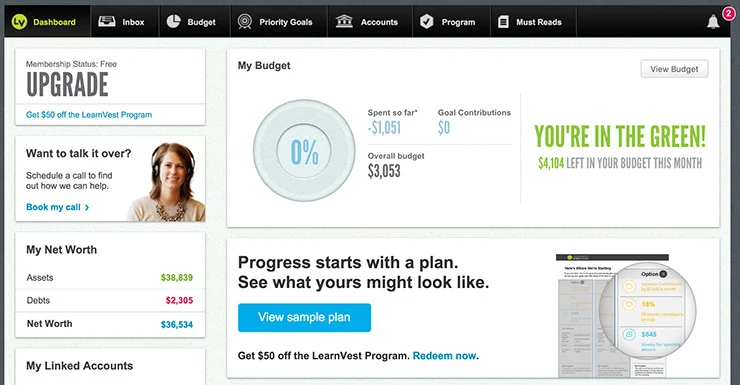 Lv Dashboard Inbox Budget Priority Goals Accounts Program Must Reads 2
Membership Status: Free
UPGRADE
Get $50 off the LearnVest Program
Want to talk it over?
Schedule a call to find
out how we can help.
Book my call ›
My Net Worth
Assets $38,839
Debts $2,305
Net Worth $36,534
My Linked Accounts
My Budget
View Budget
0%
Spent so far*
-$1,051
Goal Contributions
$0
Overall budget
$3,053
YOU'RE IN THE GREEN!
$4,104 LEFT IN YOUR BUDGET THIS MONTH
Progress starts with a plan.
See what yours might look like.
View sample plan
Get $50 off the LearnVest Program. Redeem now.
Here's Where We're Starting
Option
18%
$645